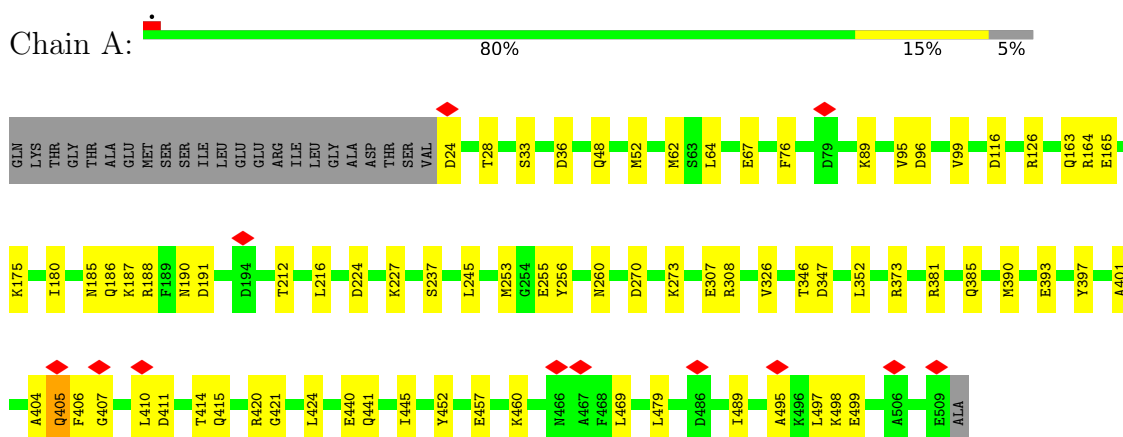 Chain A:
80% 15% 5%
GLN LYS THR GLY THR ALA GLU MET SER SER ILE LEU GLU GLU ARG ILE LEU GLY ALA ASP THR SER VAL D24 T28 S33 D36 Q48 M52 M62 S63 L64 E67 F76 D79 K89 V95 D96 V99 D116 R126 Q163 R164 E165
K175 I180 N185 Q186 K187 R188 F189 N190 D191 D194 T212 L216 D224 K227 S237 L245 M253 G254 E255 Y256 N260 D270 K273 E307 R308 V326 T346 D347 L352 R373 R381 Q385 M390 E393 Y397 A401
A404 Q405 F406 G407 L410 D411 T414 Q415 R420 G421 L424 E440 Q441 I445 Y452 E457 K460 N466 A467 F468 L469 L479 D486 I489 A495 K496 L497 K498 E499 A506 E509 ALA